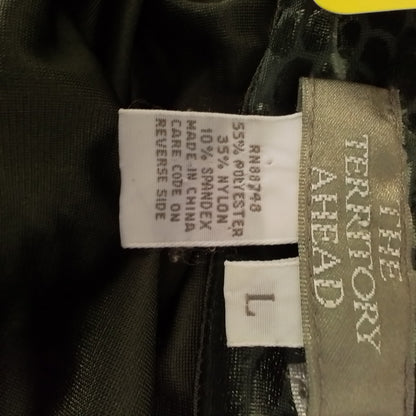 THE
TERRITORY
AHEAD
L
RN88748
55% POLYESTER
35% NYLON
10% SPANDEX
MADE IN CHINA
CARE CODE ON
REVERSE SIDE